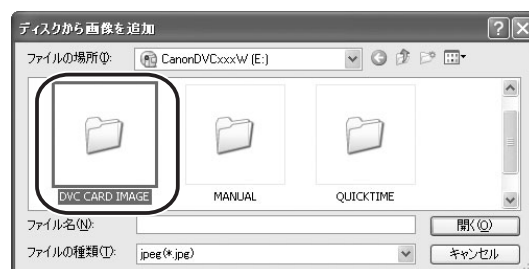 ディスクから画像を追加
ファイルの場所(I): CanonDVCxxxW (E:)
DVC CARD IMAGE MANUAL QUICKTIME
ファイル名(N): 開く(O)
ファイルの種類(T): jpeg(*.jpg) キャンセル